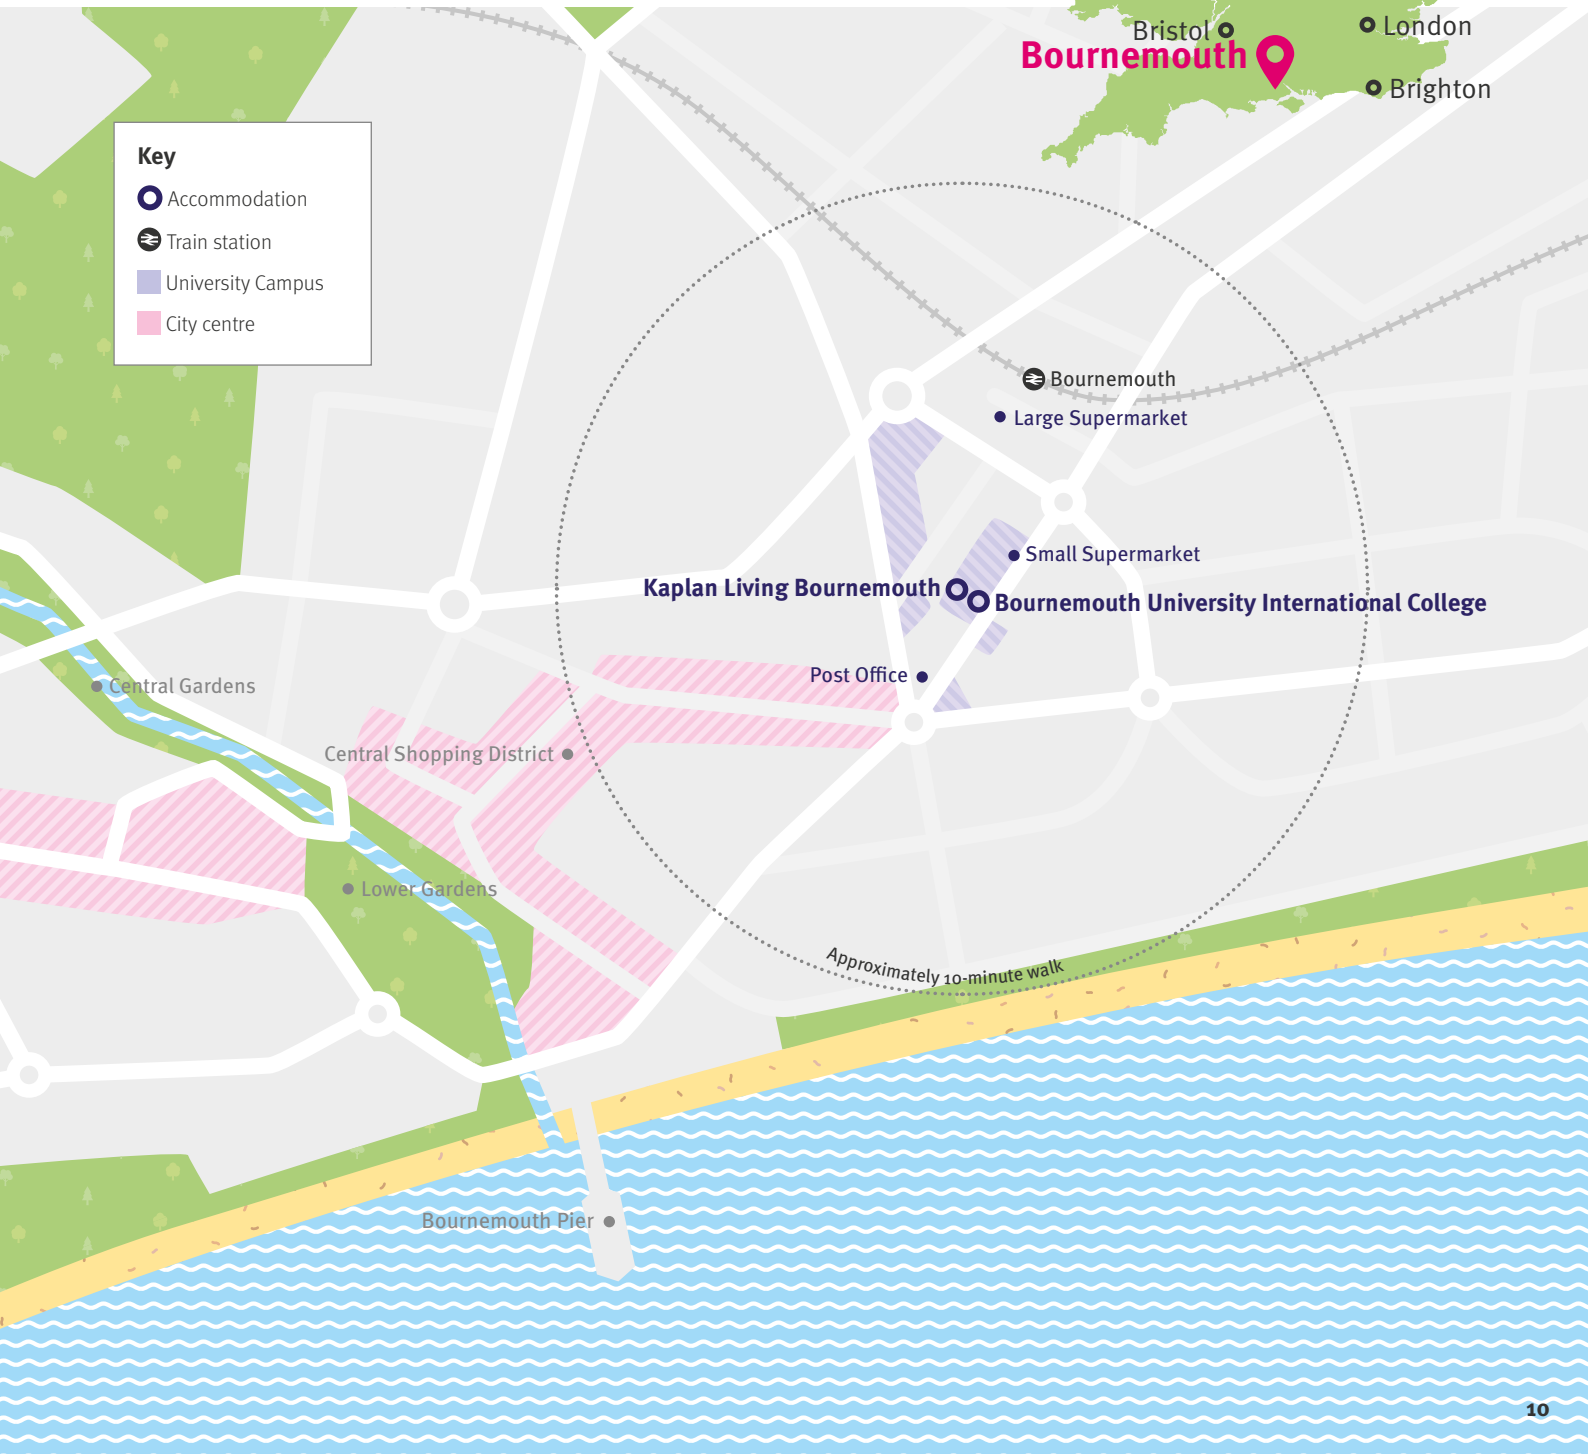 Bristol
London
Bournemouth
Brighton
Key
Accommodation
Train station
University Campus
City centre
Bournemouth
Large Supermarket
Small Supermarket
Kaplan Living Bournemouth
Bournemouth University International College
Post Office
Central Gardens
Central Shopping District
Lower Gardens
Approximately 10-minute walk
Bournemouth Pier
10